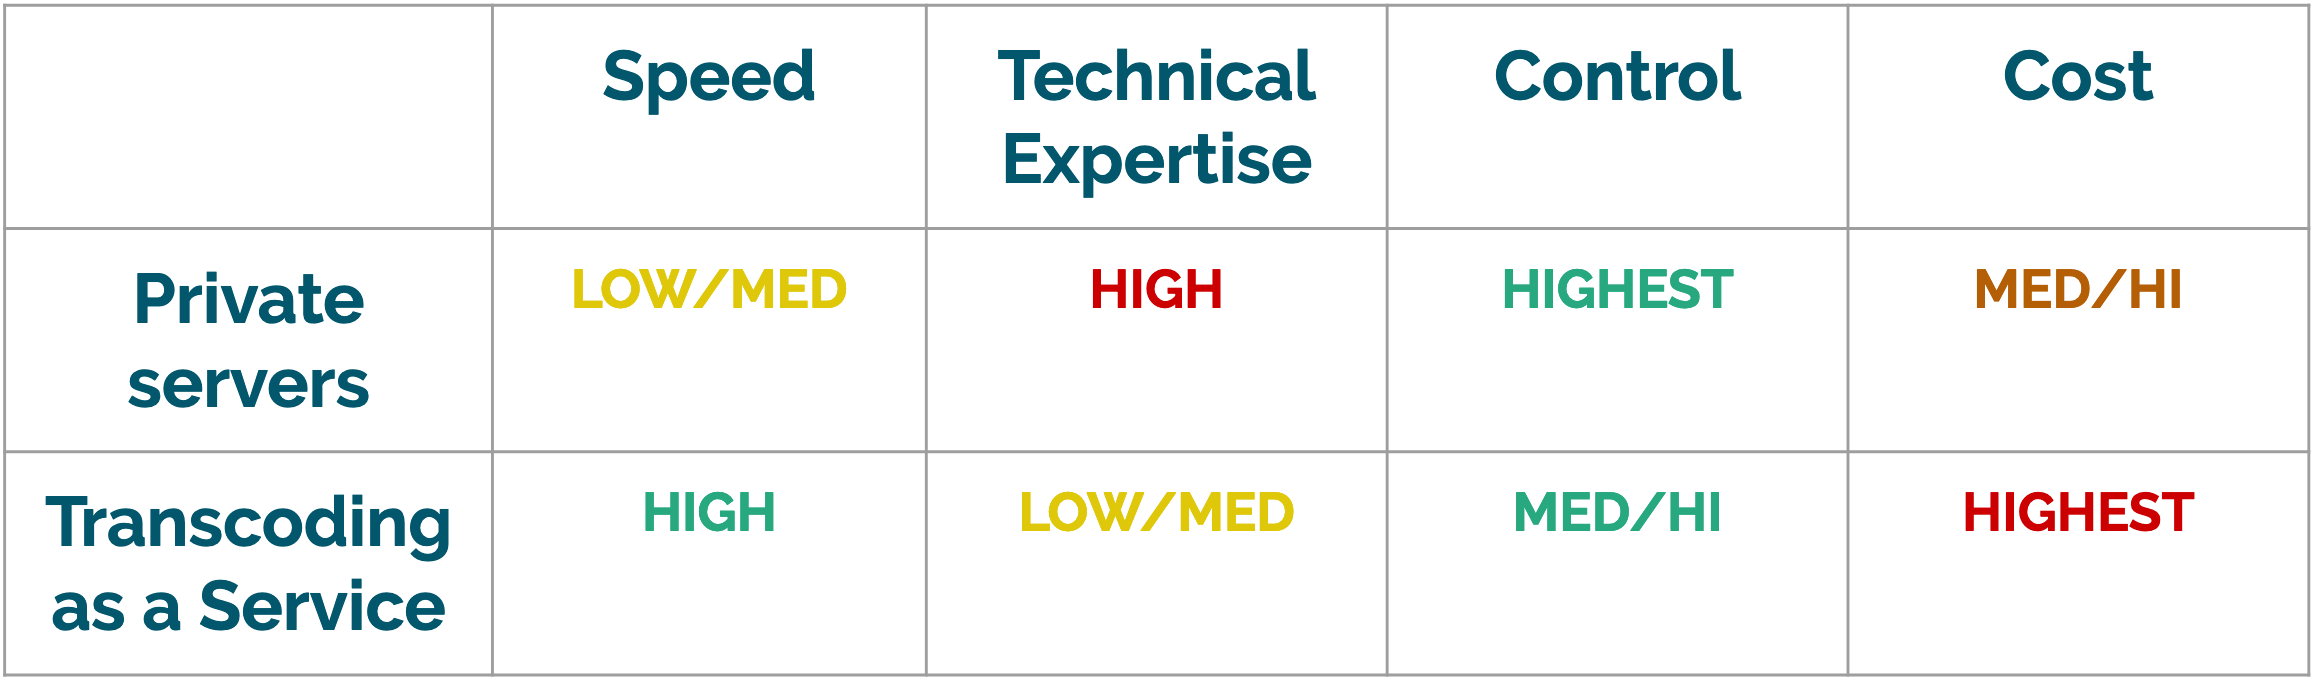 Speed
Technical
Expertise
Control
Cost
Private
servers
LOW/MED
HIGH
HIGHEST
MED/HI
Transcoding
as a Service
HIGH
LOW/MED
MED/HI
HIGHEST